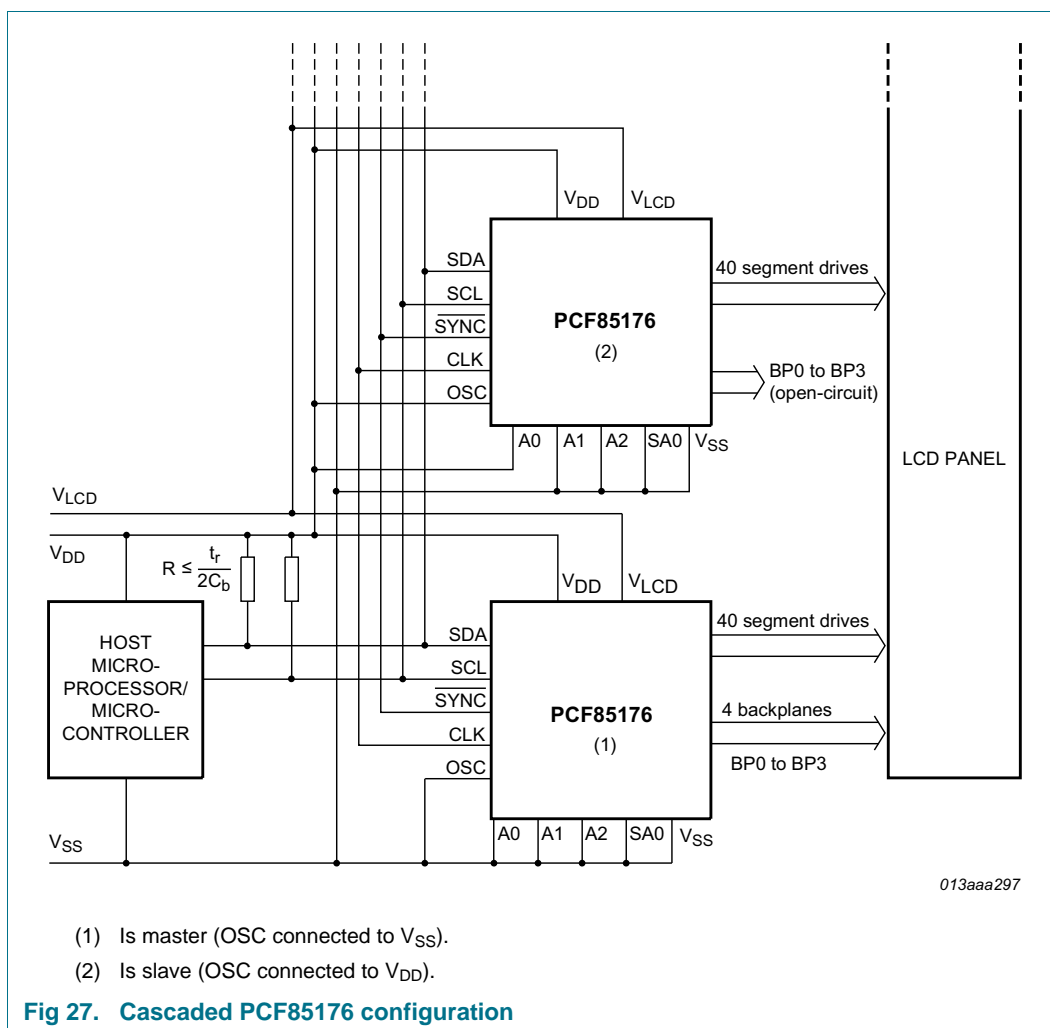 V_DD V_LCD
SDA
SCL
SYNC
CLK
OSC
PCF85176
(2)
40 segment drives
BP0 to BP3
(open-circuit)
A0 A1 A2 SA0 V_SS
LCD PANEL
V_LCD
V_DD
R ≤ t_r / 2C_b
HOST
MICRO-
PROCESSOR/
MICRO-
CONTROLLER
V_DD V_LCD
SDA
SCL
SYNC
CLK
OSC
PCF85176
(1)
40 segment drives
4 backplanes
BP0 to BP3
A0 A1 A2 SA0 V_SS
V_SS
013aaa297
(1) Is master (OSC connected to V_SS).
(2) Is slave (OSC connected to V_DD).
Fig 27. Cascaded PCF85176 configuration